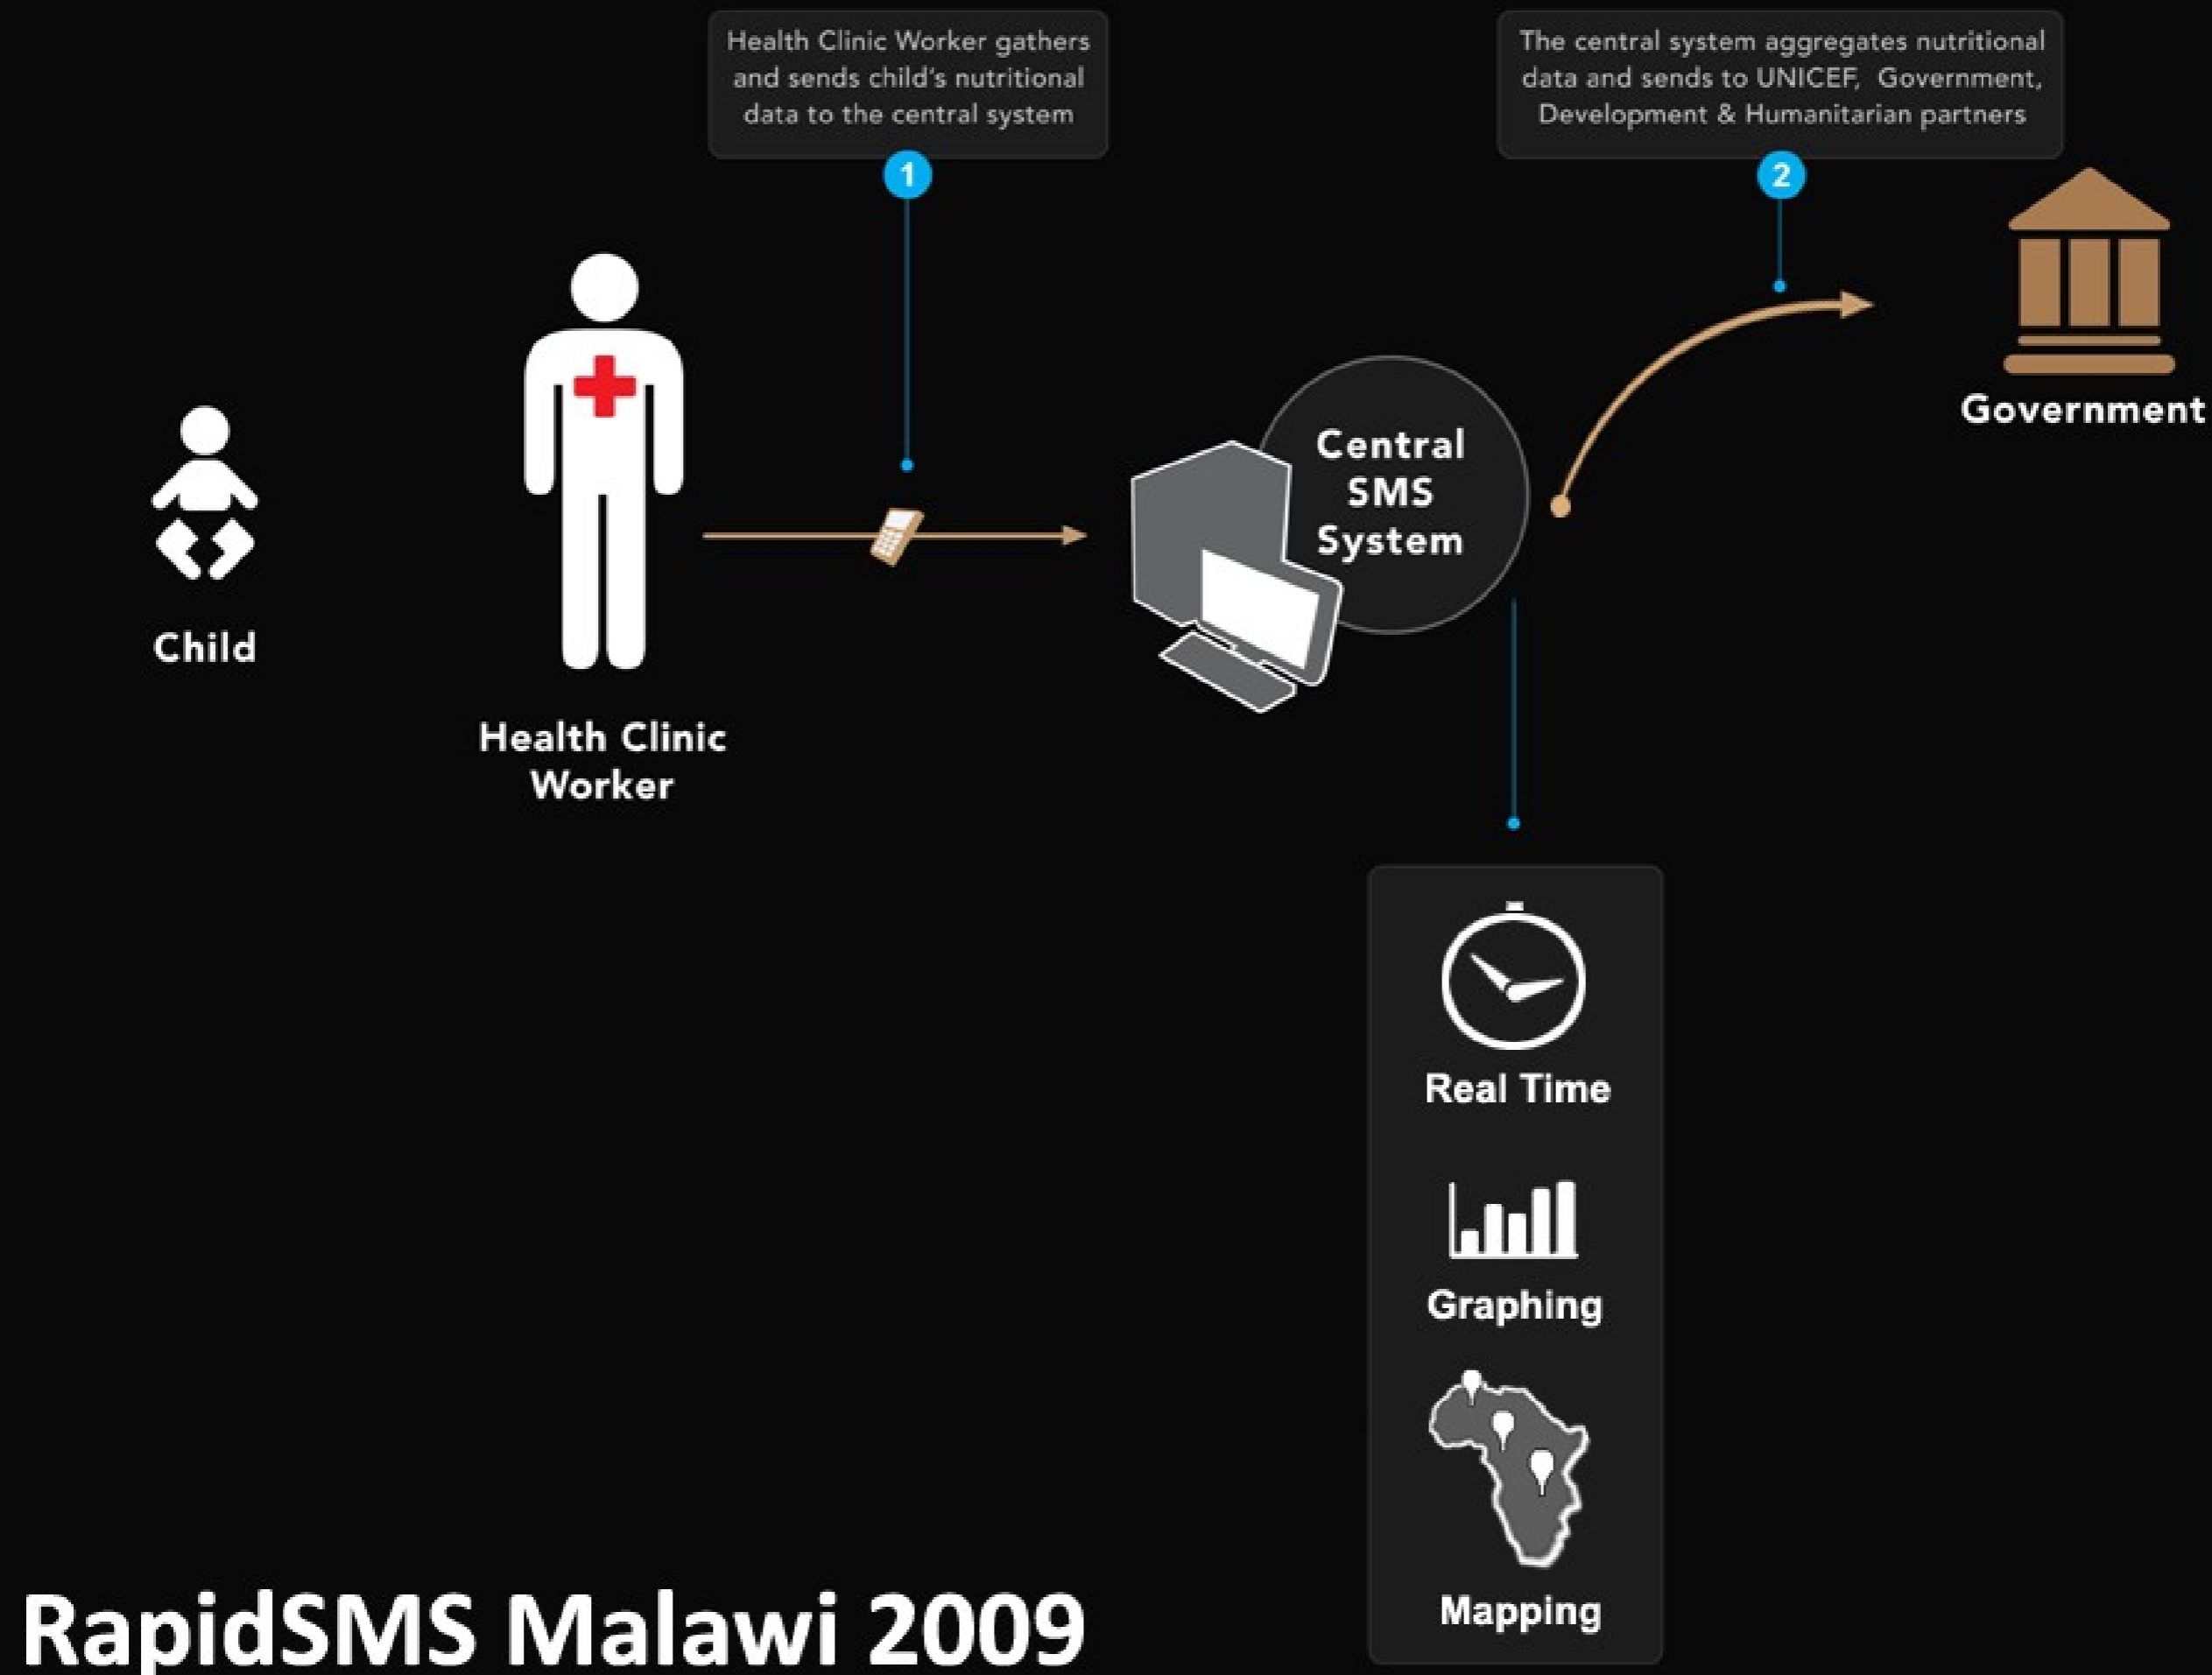 Health Clinic Worker gathers
and sends child's nutritional
data to the central system
1
The central system aggregates nutritional
data and sends to UNICEF, Government,
Development & Humanitarian partners
2
Government
Central
SMS
System
Child
Health Clinic
Worker
Real Time
Graphing
Mapping
RapidSMS Malawi 2009